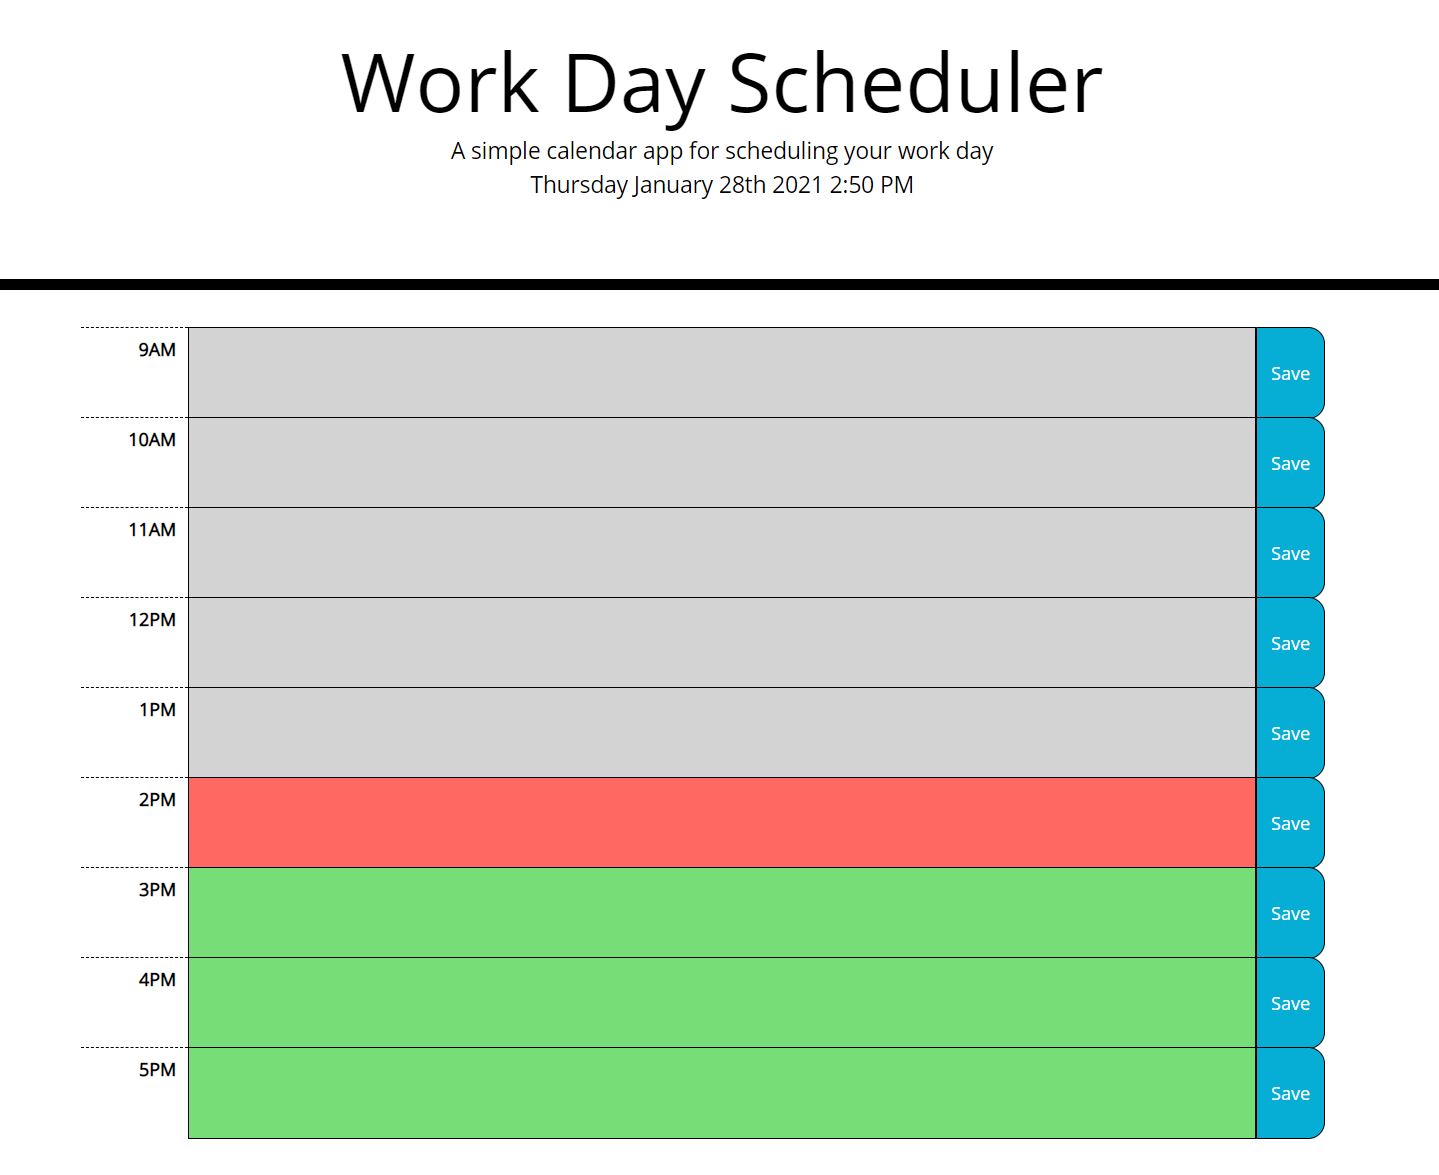 Work Day Scheduler
A simple calendar app for scheduling your work day
Thursday January 28th 2021 2:50 PM
9AM Save
10AM Save
11AM Save
12PM Save
1PM Save
2PM Save
3PM Save
4PM Save
5PM Save